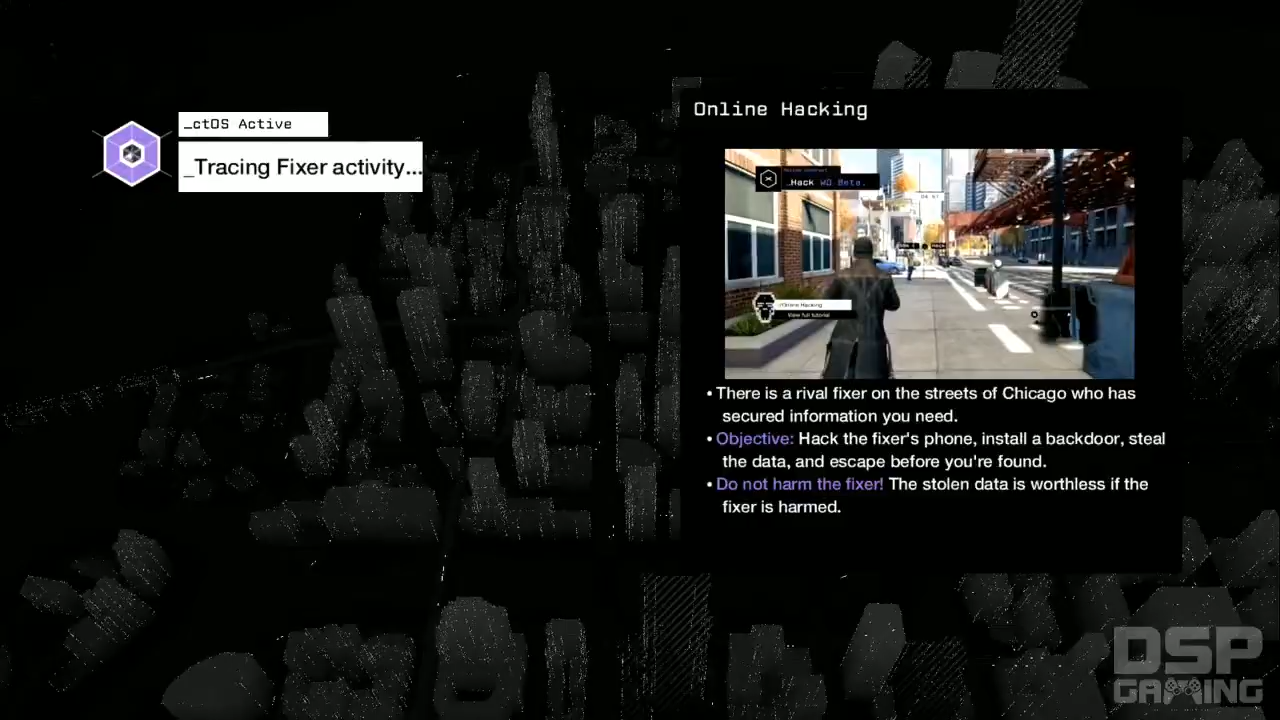 _ctOS Active
_Tracing Fixer activity...
Online Hacking
_Hack WD Beta.
//Online Hacking
View full tutorial
• There is a rival fixer on the streets of Chicago who has
secured information you need.
• Objective: Hack the fixer's phone, install a backdoor, steal
the data, and escape before you're found.
• Do not harm the fixer! The stolen data is worthless if the
fixer is harmed.
DSP
GAMING